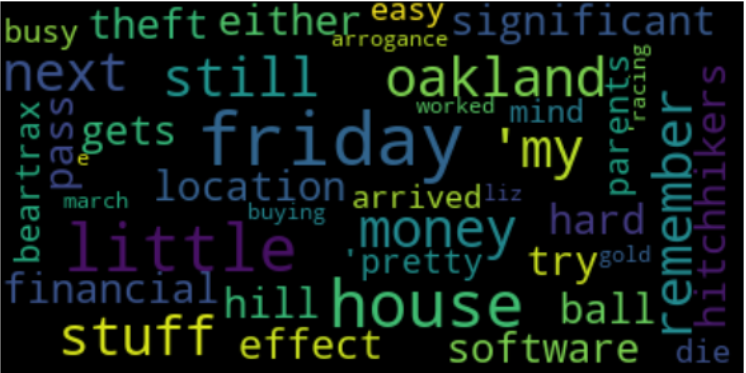 busy theft either easy significant
arrogance
next still oakland 'racing
worked mind parents
beartrax pass gets friday 'my
e
location arrived liz remember hitchhikers
march buying
little money hard
'pretty try gold
financial hill house ball
stuff effect software die